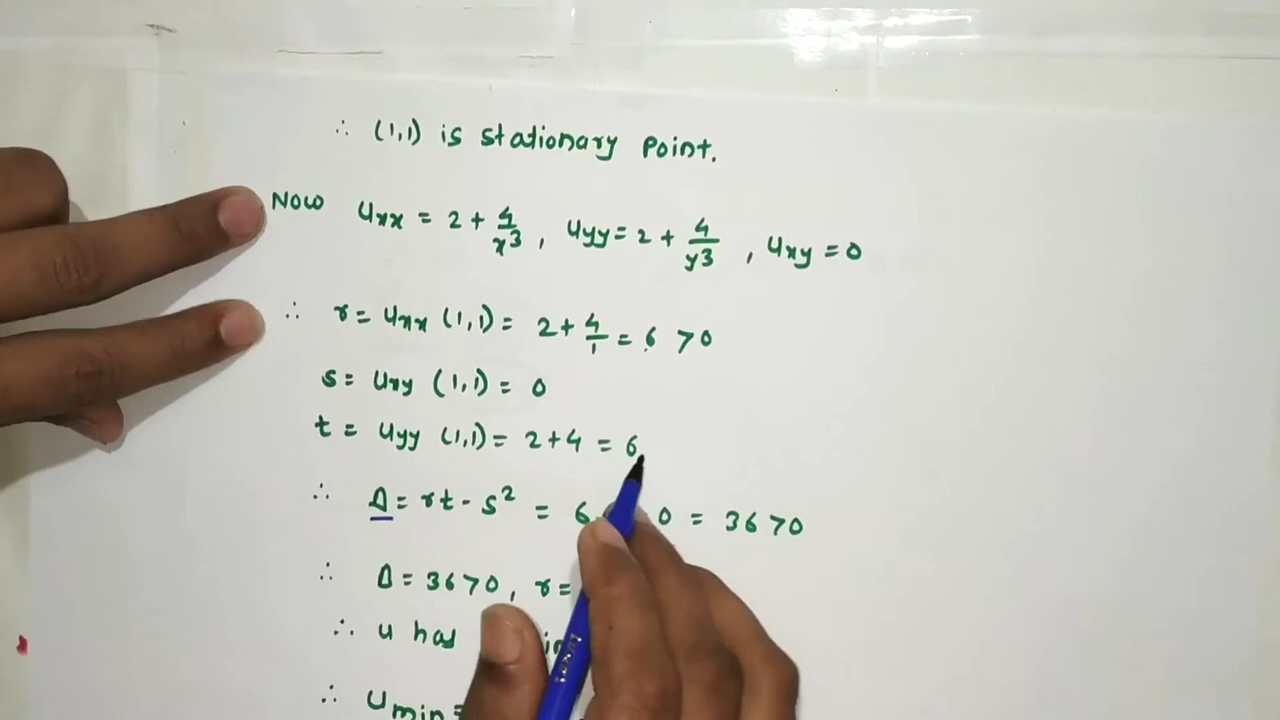 ∴ (1,1) is stationary point.
Now uxx = 2 + 4/x³ , uyy = 2 + 4/y³ , uxy = 0
∴ r = uxx (1,1) = 2 + 4/1 = 6 > 0
s = uxy (1,1) = 0
t = uyy (1,1) = 2 + 4 = 6
∴ Δ = rt - s² = 6 0 = 36 > 0
∴ Δ = 36 > 0 , r =
∴ u has
∴ umin =